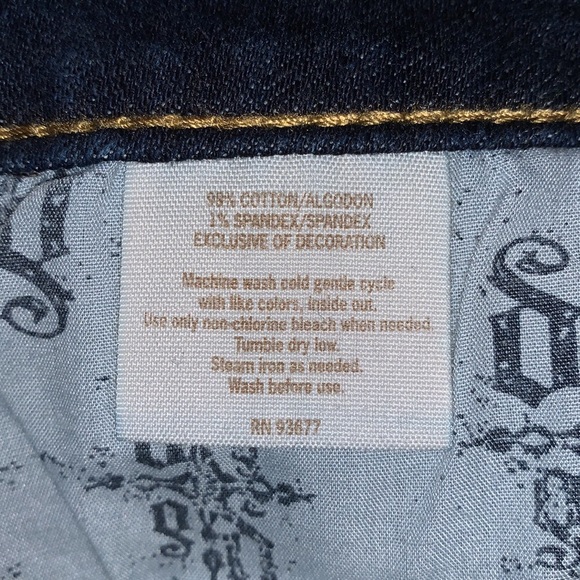 99% COTTON/ALGODON
1% SPANDEX/SPANDEX
EXCLUSIVE OF DECORATION
Machine wash cold gentle cycle
with like colors, inside out.
Use only non-chlorine bleach when needed.
Tumble dry low.
Steam iron as needed.
Wash before use.
RN 93677